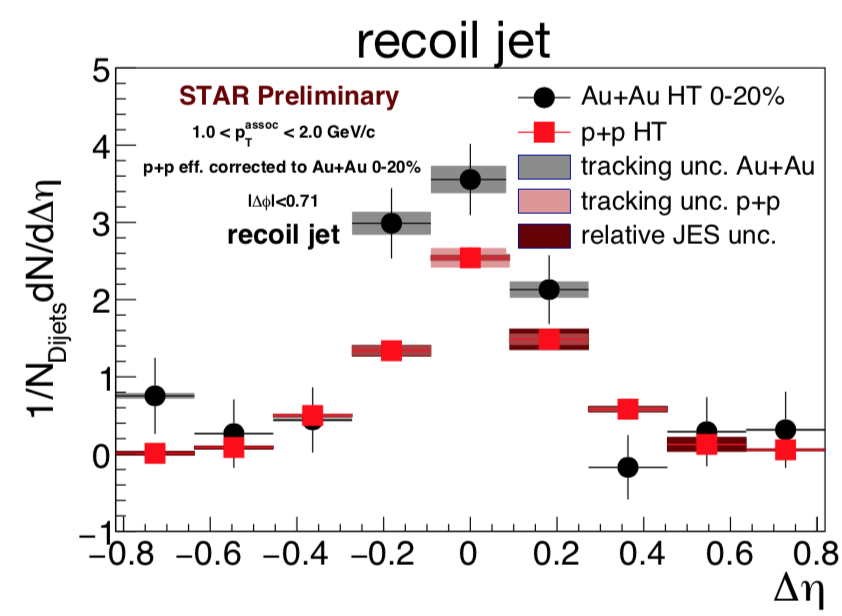 recoil jet
STAR Preliminary
1.0 < p_T^assoc < 2.0 GeV/c
p+p eff. corrected to Au+Au 0-20%
|Δφ|<0.71
recoil jet
Au+Au HT 0-20%
p+p HT
tracking unc. Au+Au
tracking unc. p+p
relative JES unc.
1/N_Dijets dN/dΔη
5
4
3
2
1
0
−1
−0.8 −0.6 −0.4 −0.2 0 0.2 0.4 0.6 0.8
Δη